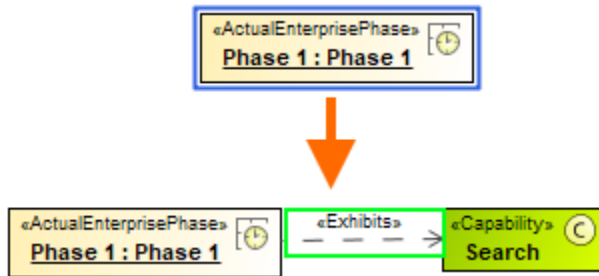 «ActualEnterprisePhase»
Phase 1 : Phase 1
«ActualEnterprisePhase»
Phase 1 : Phase 1
«Exhibits»
«Capability»
C
Search